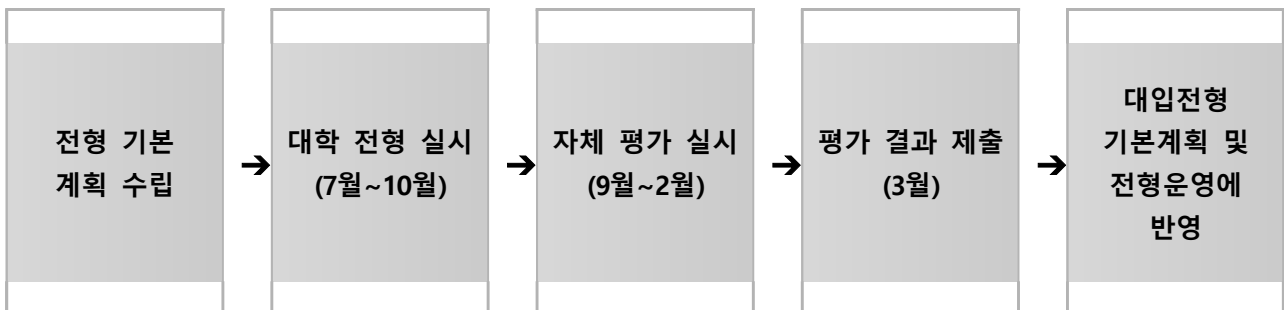 전형 기본
계획 수립
➔
대학 전형 실시
(7월~10월)
➔
자체 평가 실시
(9월~2월)
➔
평가 결과 제출
(3월)
➔
대입전형
기본계획 및
전형운영에
반영